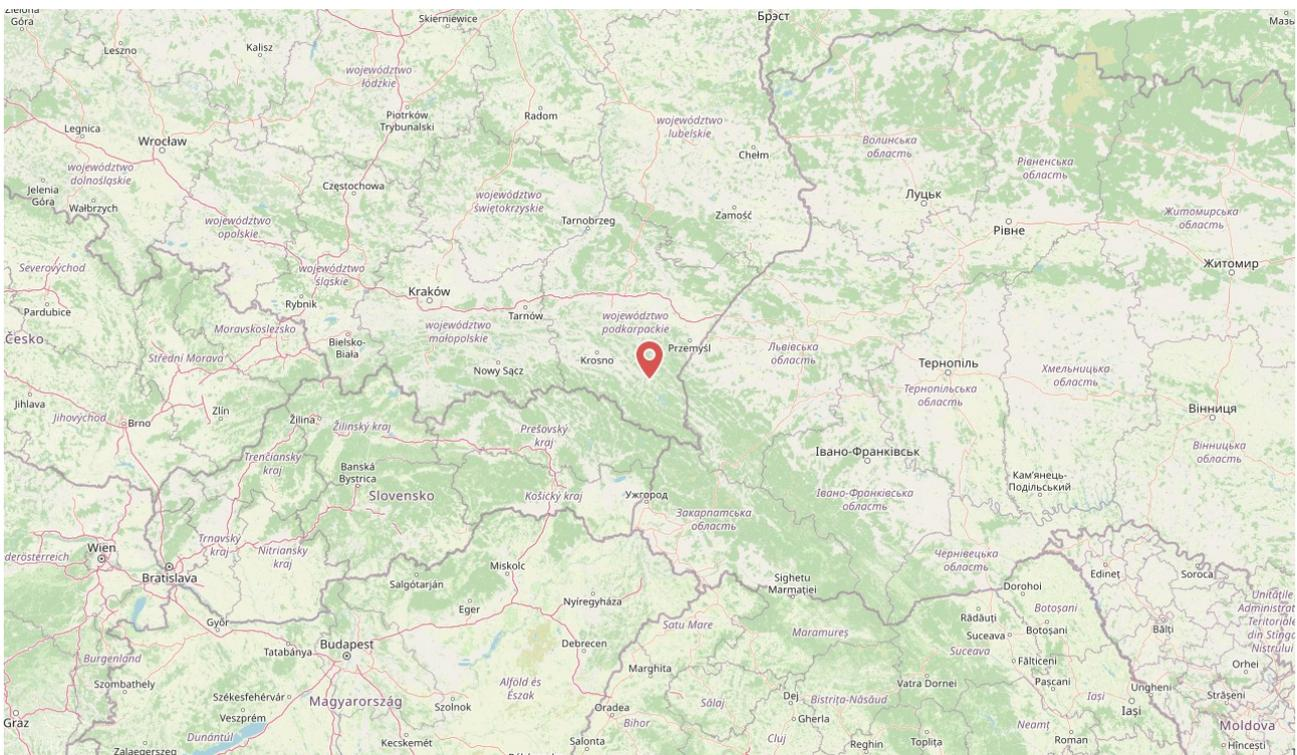 Zielona
Góra
Skierniewice
Брэст
Leszno
Kalisz
województwo
łódzkie
Legnica
Wrocław
Piotrków
Trybunalski
Radom
województwo
lubelskie
Chełm
Волинська
область
Рівненська
область
województwo
dolnośląskie
Jelenia
Góra
Wałbrzych
Częstochowa
województwo
świętokrzyskie
Луцьк
województwo
opolskie
Tarnobrzeg
Zamość
Рівне
Житомирська
область
Житомир
Severovýchod
Pardubice
województwo
śląskie
Rybnik
Kraków
Tarnów
województwo
podkarpackie
Česko
Moravskoslezsko
Bielsko-
Biała
województwo
małopolskie
Střední Morava
Krosno
Przemyśl
Львівська
область
Nowy Sącz
Тернопіль
Тернопільська
область
Хмельницька
область
Jihlava
Jihovýchod
Brno
Zlín
Žilina
Žilinský kraj
Prešovský
kraj
Вінниця
Вінницька
область
Trenčiansky
kraj
Banská
Bystrica
Slovensko
Košický kraj
Ужгород
Закарпатська
область
Івано-Франківськ
Івано-Франківська
область
Кам'янець-
Подільський
Trnavský
kraj
Nitriansky
kraj
derösterreich
Wien
Bratislava
Чернівецька
область
Salgótarján
Miskolc
Sighetu
Marmației
Dorohoi
Edineț
Soroca
Győr
Eger
Nyíregyháza
Satu Mare
Maramureș
Rădăuți
Suceava
Botoșani
Botoșani
Suceava
Bălți
Unitățile
Administrat
Teritoriale
din Stînga
Nistrului
Tatabánya
Budapest
Debrecen
Burgenland
Szombathely
Marghita
Fălticeni
Pașcani
Orhei
Székesfehérvár
Veszprém
Magyarország
Szolnok
Alföld és
Észak
Oradea
Bihor
Sălaj
Dej
Gherla
Bistrița-Năsăud
Vatra Dornei
Iași
Iași
Ungheni
Strășeni
Graz
Dunántúl
Zalaegerszeg
Kecskemét
Salonta
Cluj
Reghin
Toplița
Neamț
Roman
Moldova
Hîncești